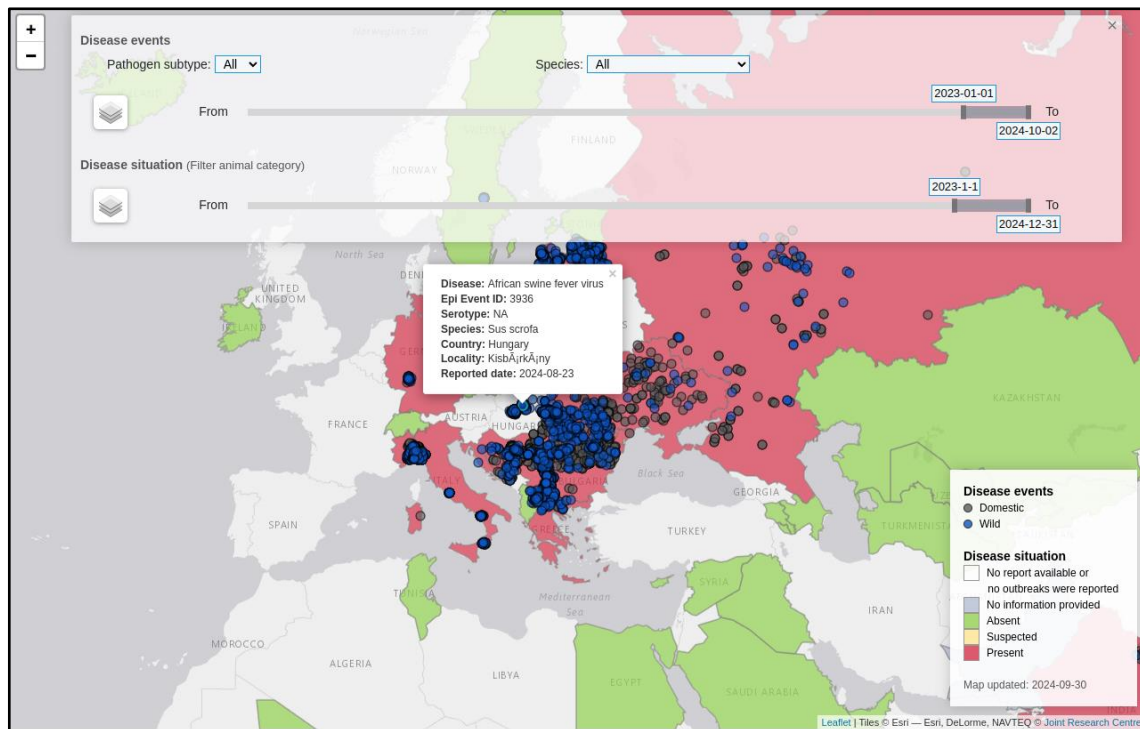 +
−
×
Disease events
Pathogen subtype: All
Species: All
2023-01-01
From
To
2024-10-02
Disease situation (Filter animal category)
2023-1-1
From
To
2024-12-31
Norwegian Sea
FINLAND
NORWAY
North Sea
UNITED
KINGDOM
×
Disease: African swine fever virus
Epi Event ID: 3936
Serotype: NA
Species: Sus scrofa
Country: Hungary
Locality: KisbÃ¡rkÃ¡ny
Reported date: 2024-08-23
FRANCE
AUSTRIA
HUNGARY
KAZAKHSTAN
ITALY
BULGARIA
Black Sea
GEORGIA
SPAIN
GREECE
TURKEY
TURKMENISTA
TUNISIA
SYRIA
Mediterranean
Sea
IRAN
MOROCCO
ALGERIA
LIBYA
EGYPT
SAUDI ARABIA
INDIA
Disease events
Domestic
Wild
Disease situation
No report available or
no outbreaks were reported
No information provided
Absent
Suspected
Present
Map updated: 2024-09-30
Leaflet | Tiles © Esri — Esri, DeLorme, NAVTEQ © Joint Research Centre